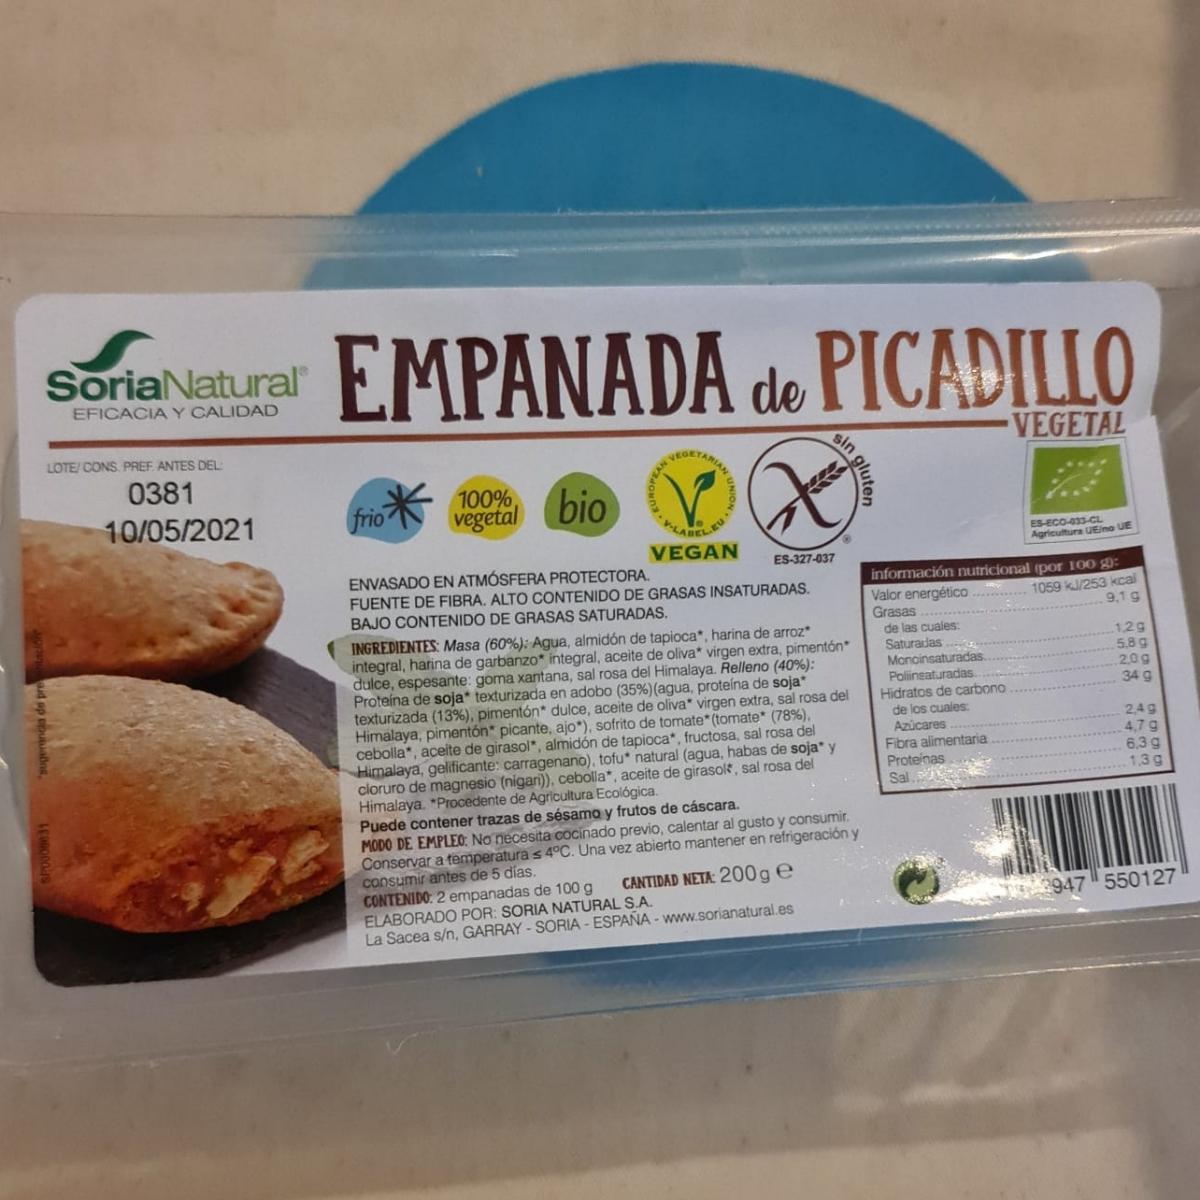 SoriaNatural®
EFICACIA Y CALIDAD
EMPANADA de PICADILLO
VEGETAL
LOTE/ CONS. PREF. ANTES DEL:
0381
10/05/2021
frio
100%
vegetal
bio
EUROPEAN VEGETARIAN UNION
V-LABEL.EU
VEGAN
sin gluten
ES-327-037
ES-ECO-033-CL
Agricultura UE/no UE
ENVASADO EN ATMÓSFERA PROTECTORA.
FUENTE DE FIBRA. ALTO CONTENIDO DE GRASAS INSATURADAS.
BAJO CONTENIDO DE GRASAS SATURADAS.
INGREDIENTES: Masa (60%): Agua, almidón de tapioca*, harina de arroz*
integral, harina de garbanzo* integral, aceite de oliva* virgen extra, pimentón*
dulce, espesante: goma xantana, sal rosa del Himalaya. Relleno (40%):
Proteína de soja* texturizada en adobo (35%)(agua, proteína de soja*
texturizada (13%), pimentón* dulce, aceite de oliva* virgen extra, sal rosa del
Himalaya, pimentón* picante, ajo*), sofrito de tomate*(tomate* (78%),
cebolla*, aceite de girasol*, almidón de tapioca*, fructosa, sal rosa del
Himalaya, gelificante: carragenano), tofu* natural (agua, habas de soja* y
cloruro de magnesio (nigari)), cebolla*, aceite de girasol*, sal rosa del
Himalaya. *Procedente de Agricultura Ecológica.
Puede contener trazas de sésamo y frutos de cáscara.
MODO DE EMPLEO: No necesita cocinado previo, calentar al gusto y consumir.
Conservar a temperatura ≤ 4ºC. Una vez abierto mantener en refrigeración y
consumir antes de 5 días.
CONTENIDO: 2 empanadas de 100 g CANTIDAD NETA: 200 g e
ELABORADO POR: SORIA NATURAL S.A.
La Sacea s/n, GARRAY - SORIA - ESPAÑA - www.sorianatural.es
información nutricional (por 100 g):
Valor energético 1059 kJ/253 kcal
Grasas 9,1 g
de las cuales:
Saturadas 1,2 g
Monoinsaturadas 5,8 g
Poliinsaturadas 2,0 g
Hidratos de carbono 34 g
de los cuales:
Azúcares 2,4 g
Fibra alimentaria 4,7 g
Proteínas 6,3 g
Sal 1,3 g
947 550127
*sugerencia de